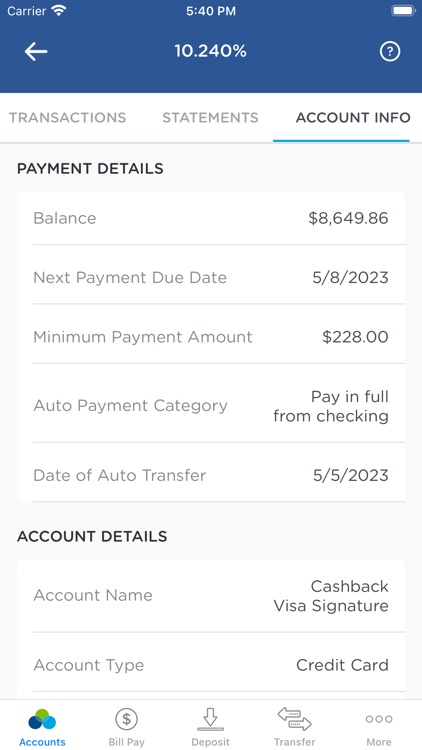 Carrier 5:40 PM
10.240%
?
TRANSACTIONS STATEMENTS ACCOUNT INFO
PAYMENT DETAILS
Balance $8,649.86
Next Payment Due Date 5/8/2023
Minimum Payment Amount $228.00
Auto Payment Category Pay in full
from checking
Date of Auto Transfer 5/5/2023
ACCOUNT DETAILS
Account Name Cashback
Visa Signature
Account Type Credit Card
$
Accounts Bill Pay Deposit Transfer More